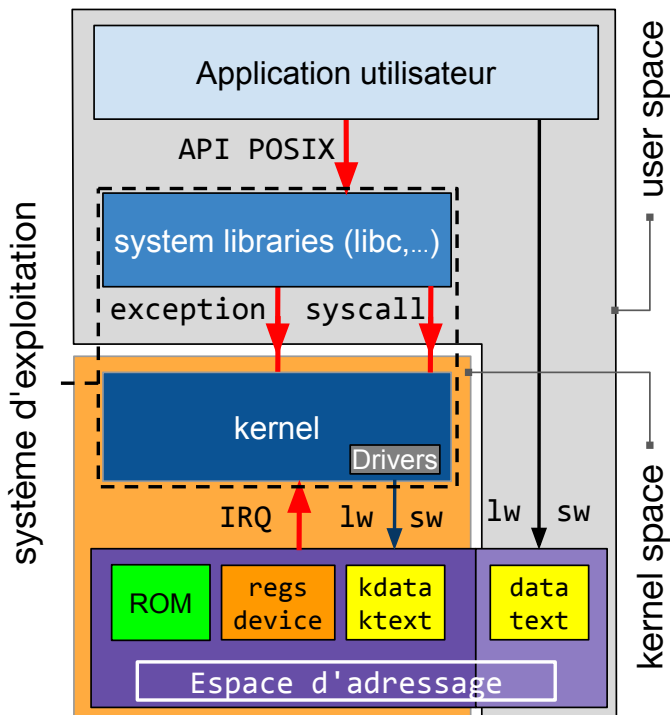 Application utilisateur
API POSIX
system libraries (libc,...)
exception
syscall
kernel
Drivers
IRQ
lw
sw
lw
sw
ROM
regs
device
kdata
ktext
data
text
Espace d'adressage
système d'exploitation
user space
kernel space